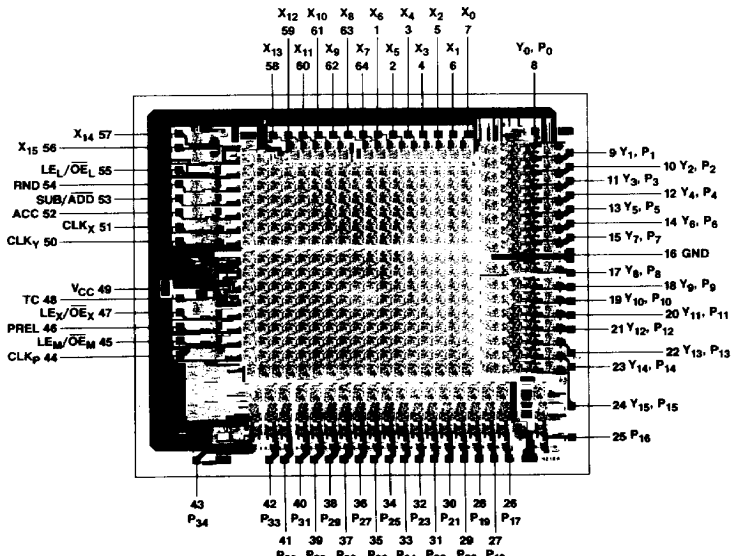 X12 X10 X8 X6 X4 X2 X0
59 61 63 1 3 5 7
X13 X11 X9 X7 X5 X3 X1 Y0, P0
58 60 62 64 2 4 6 8
X14 57
X15 56
LEL/OEL 55
RND 54
SUB/ADD 53
ACC 52
CLKX 51
CLKY 50
VCC 49
TC 48
LEX/OEX 47
PREL 46
LEM/OEM 45
CLKP 44
9 Y1, P1
10 Y2, P2
11 Y3, P3
12 Y4, P4
13 Y5, P5
14 Y6, P6
15 Y7, P7
16 GND
17 Y8, P8
18 Y9, P9
19 Y10, P10
20 Y11, P11
21 Y12, P12
22 Y13, P13
23 Y14, P14
24 Y15, P15
25 P16
43 42 40 38 36 34 32 30 28 26
P34 P33 P31 P29 P27 P25 P23 P21 P19 P17
41 39 37 35 33 31 29 27